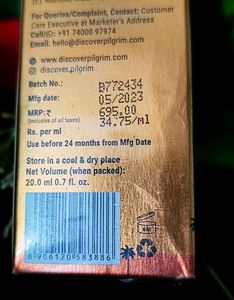 For Queries/Complaint, Contact: Customer
Care Executive at Marketer's Address
Call/: +91 74000 97974
Email: hello@discoverpilgrim.com
discoverpilgrim.com
discover.pilgrim
Batch No.: B772434
Mfg date: 05/2023
MRP: ₹ 695.00
(Inclusive of all taxes) 34.75/ml
Rs. per ml
Use before 24 months from Mfg Date
Store in a cool & dry place
Net Volume (when packed):
20.0 ml 0.7 fl. oz.
8 906120 583886